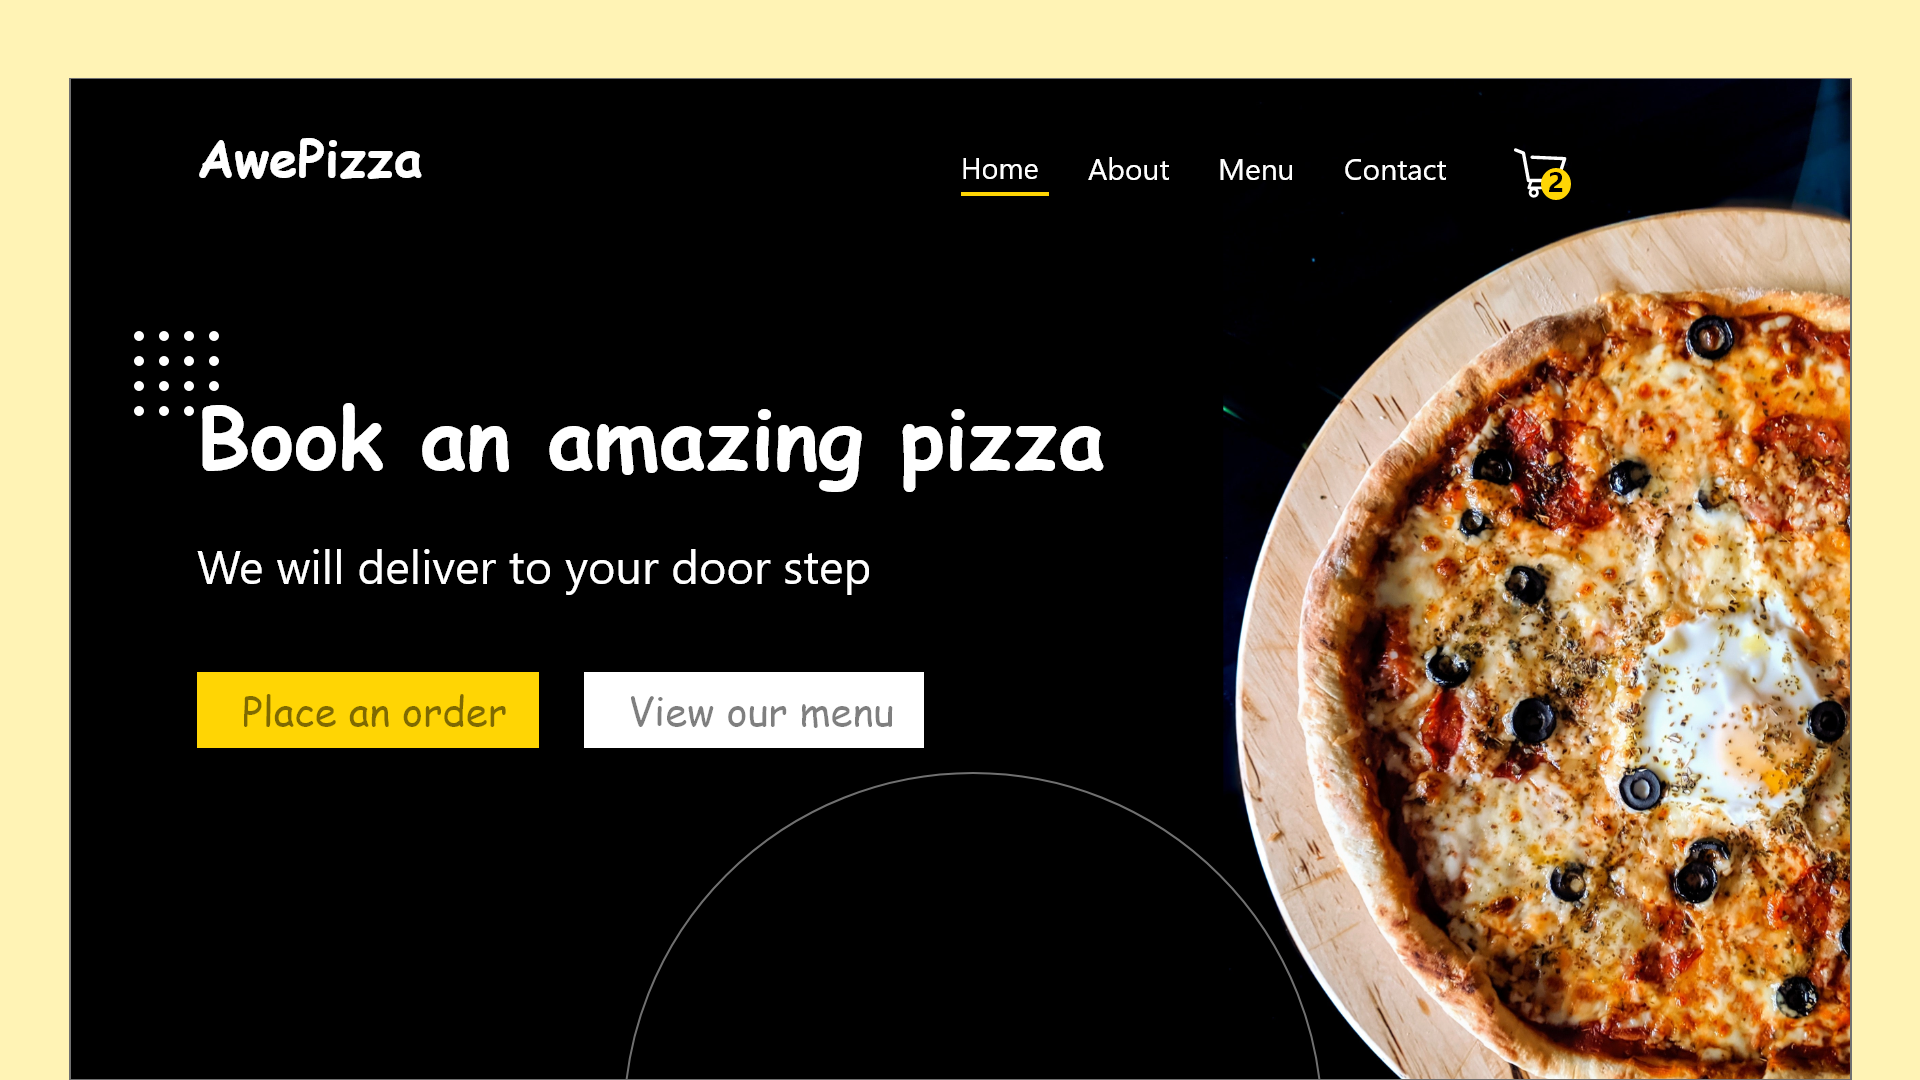 AwePizza
Home About Menu Contact
2
Book an amazing pizza
We will deliver to your door step
Place an order View our menu